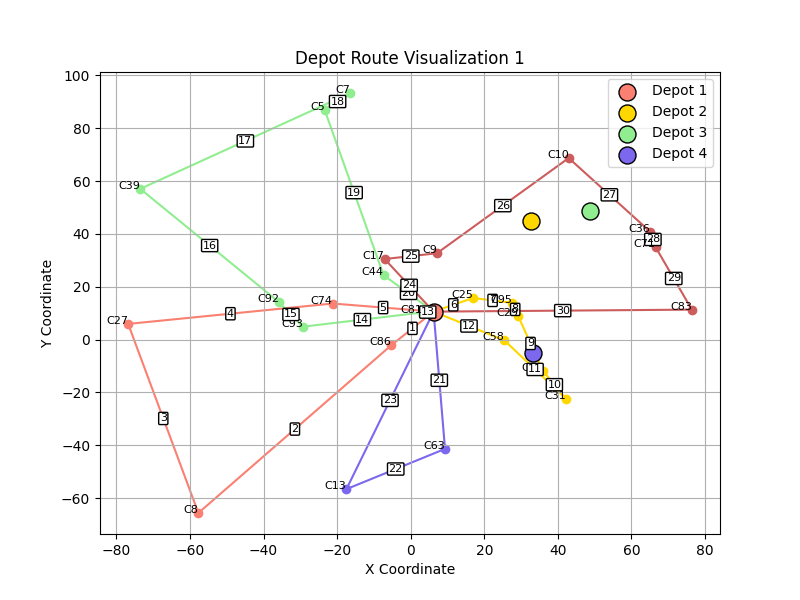 Depot Route Visualization 1
Depot 1
Depot 2
Depot 3
Depot 4
Y Coordinate
X Coordinate
100
80
60
40
20
0
−20
−40
−60
−80
−60
−40
−20
0
20
40
60
80
C7
18
C5
17
C39
19
16
C10
27
26
C36
28
29
C83
30
C9
25
C17
C44
24
C92
15
C93
14
C74
5
4
C27
13
6
C25
7
C95
8
12
C58
9
11
10
C31
1
C86
3
2
C8
21
23
C63
22
C13